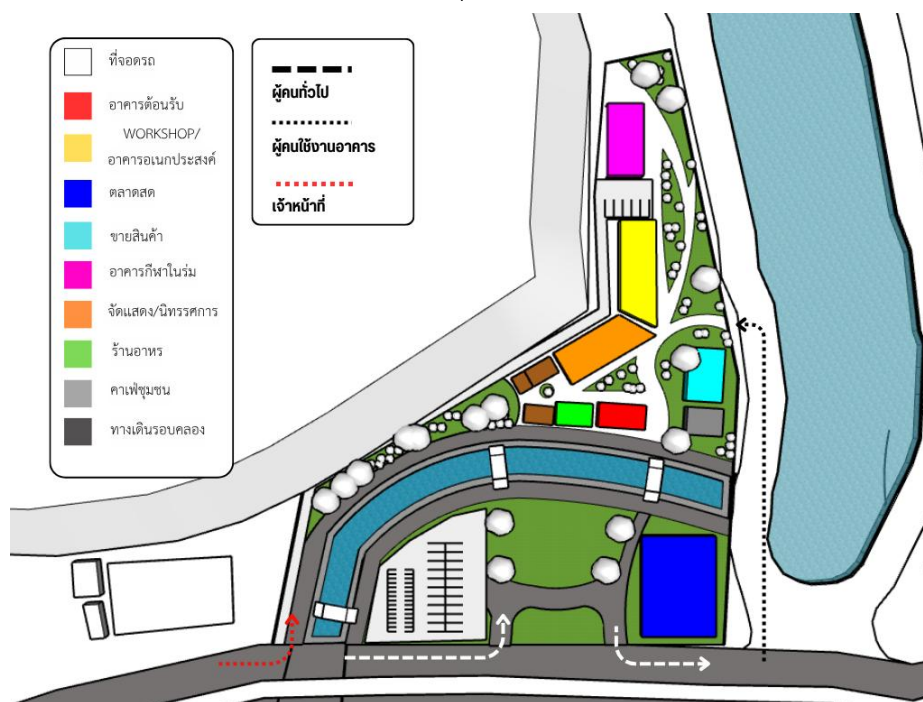 ที่จอดรถ
อาคารต้อนรับ
WORKSHOP/
อาคารอเนกประสงค์
ตลาดสด
ขายสินค้า
อาคารกีฬาในร่ม
จัดแสดง/นิทรรศการ
ร้านอาหร
คาเฟ่ชุมชน
ทางเดินรอบคลอง
ผู้คนทั่วไป
ผู้คนใช้งานอาคาร
เจ้าหน้าที่